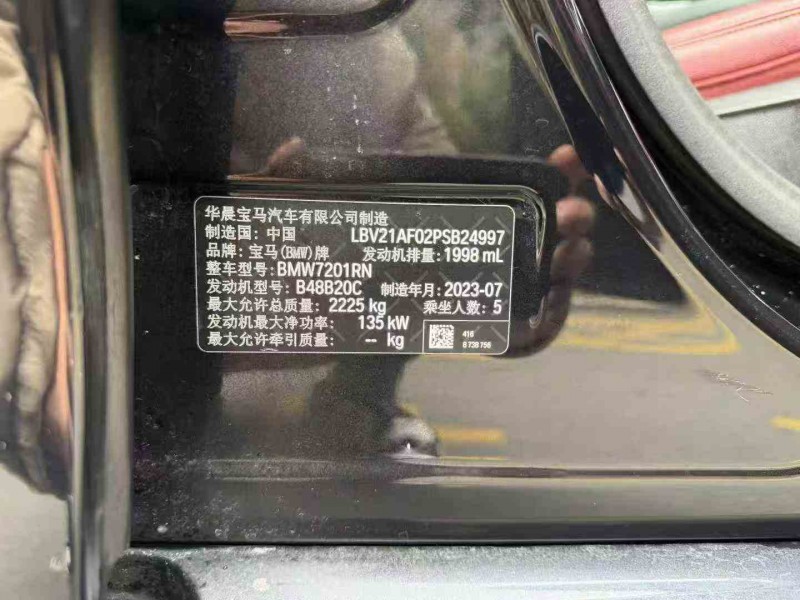 华晨宝马汽车有限公司制造
制造国：中国 LBV21AF02PSB24997
品牌：宝马(BMW)牌 发动机排量：1998 mL
整车型号：BMW7201RN
发动机型号：B48B20C 制造年月：2023-07
最大允许总质量：2225 kg 乘坐人数：5
发动机最大净功率：135 kW
最大允许牵引质量：-- kg
416
8 738 756